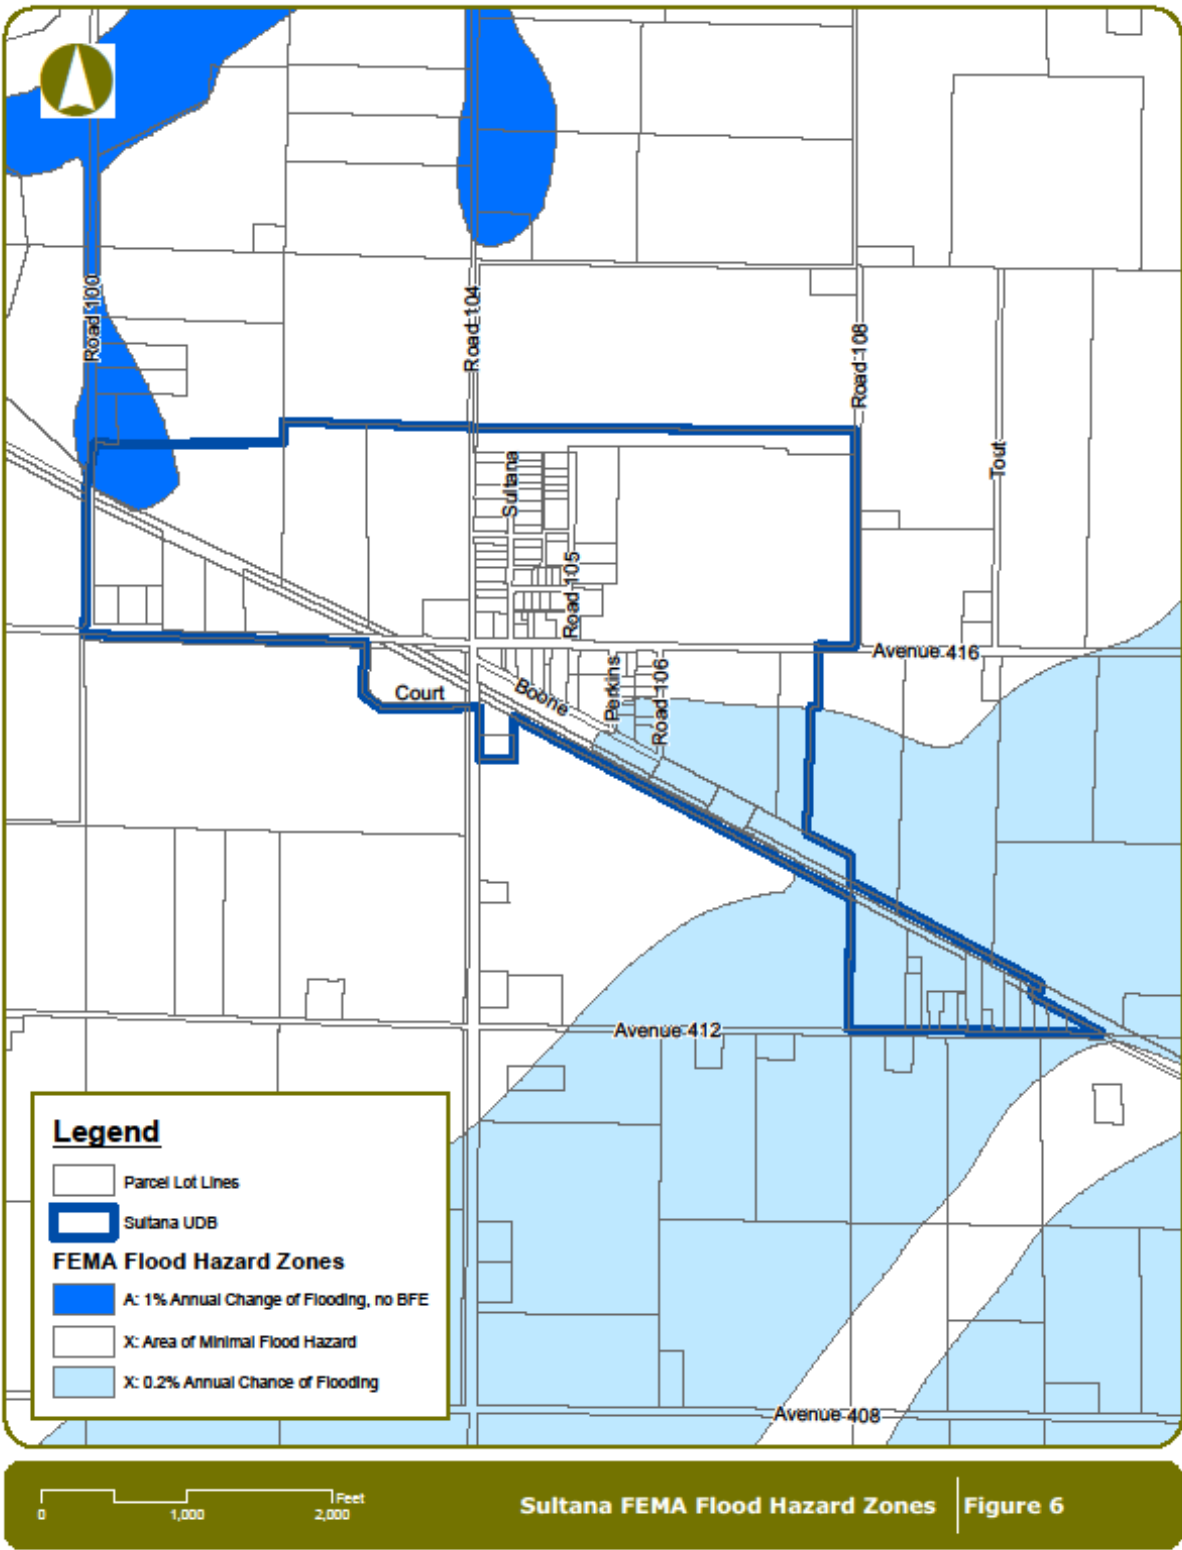 Road 100
Road 104
Road 108
Tout
Sultana
Road 105
Avenue 416
Perkins
Road 106
Court
Boone
Avenue 412
Avenue 408
Legend
Parcel Lot Lines
Sultana UDB
FEMA Flood Hazard Zones
A: 1% Annual Change of Flooding, no BFE
X: Area of Minimal Flood Hazard
X: 0.2% Annual Chance of Flooding
Feet
0 1,000 2,000
Sultana FEMA Flood Hazard Zones
Figure 6